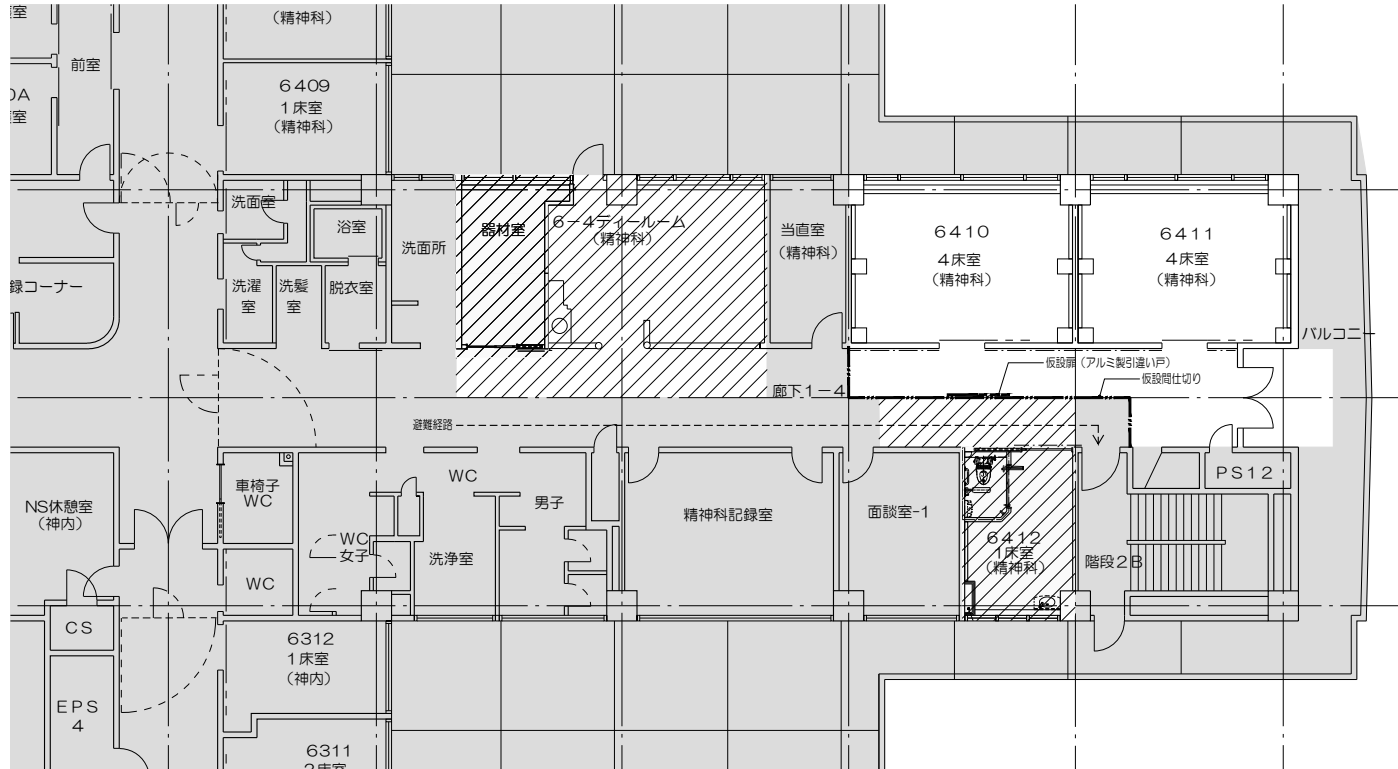 室
(精神科)
前室
6409
1床室
(精神科)
室
洗面室
浴室
洗面所
器材室
6-4デイルーム
(精神科)
当直室
(精神科)
6410
4床室
(精神科)
6411
4床室
(精神科)
録コーナー
洗濯
室
洗髪
室
脱衣室
バルコニー
仮設扉(アルミ製引違い戸)
仮設間仕切り
廊下1-4
避難経路
NS休憩室
(神内)
車椅子
WC
WC
男子
WC
女子
洗浄室
精神科記録室
面談室-1
6412
1床室
(精神科)
階段2B
PS12
WC
CS
6312
1床室
(神内)
EPS
4
6311